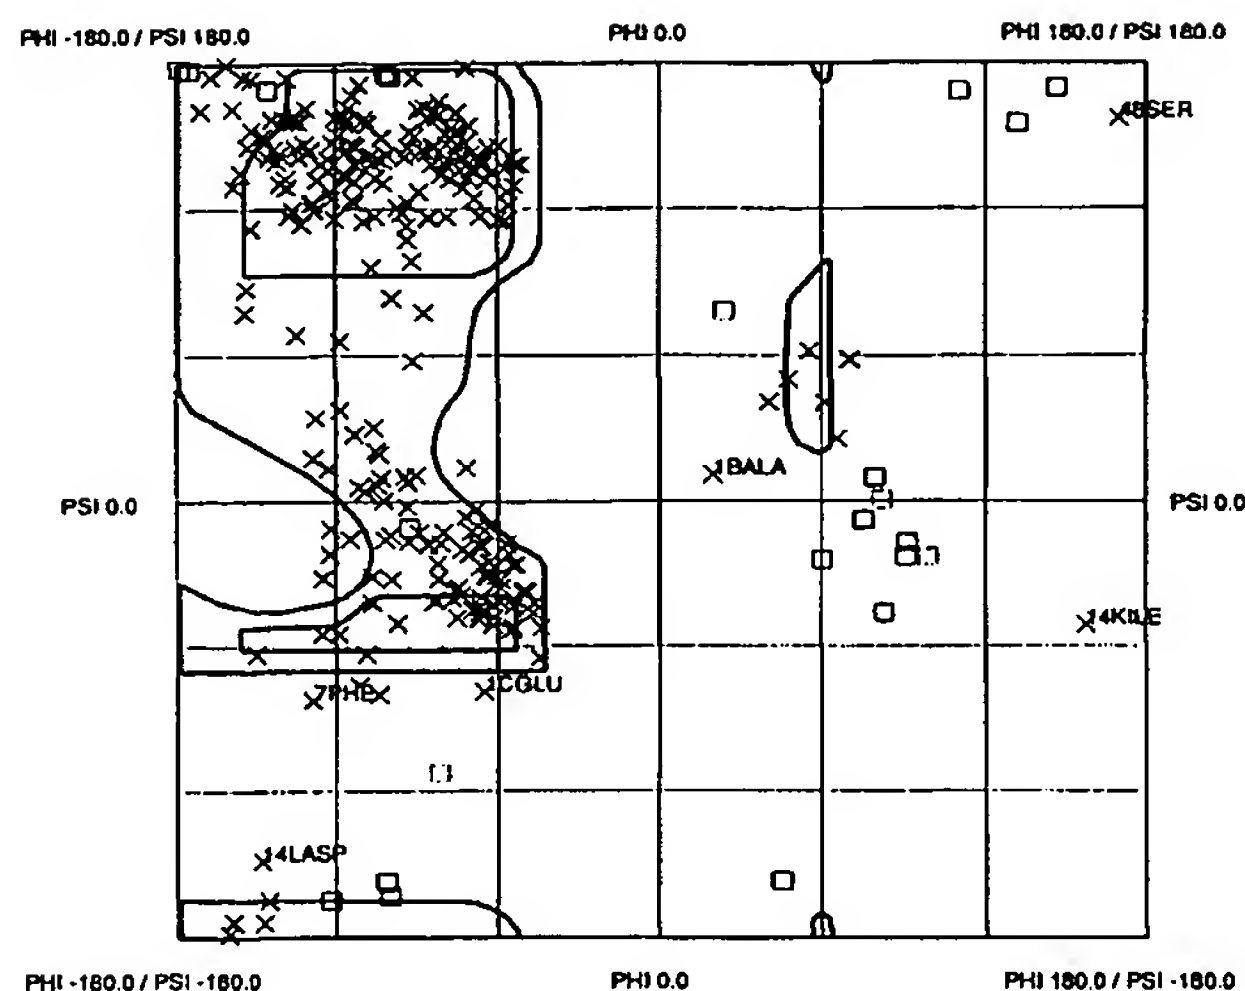 PHI -180.0 / PSI 180.0
PHI 0.0
PHI 180.0 / PSI 180.0
48SER
1BALA
PSI 0.0
PSI 0.0
14KILE
7PHE
1CGLU
14LASP
PHI -180.0 / PSI -180.0
PHI 0.0
PHI 180.0 / PSI -180.0